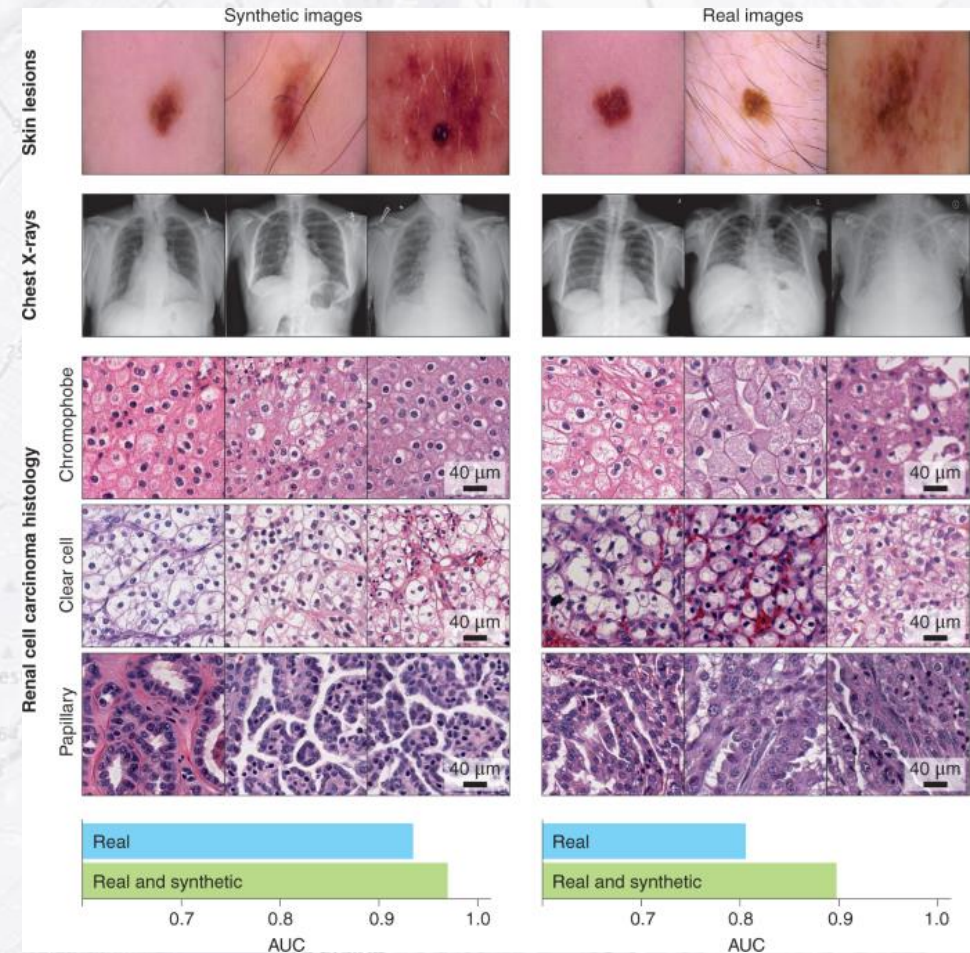 Synthetic images
Real images
Skin lesions
Chest X-rays
Renal cell carcinoma histology
Chromophobe
40 µm
40 µm
Clear cell
40 µm
40 µm
Papillary
40 µm
40 µm
Real
Real and synthetic
0.7 0.8 0.9 1.0
AUC
Real
Real and synthetic
0.7 0.8 0.9 1.0
AUC